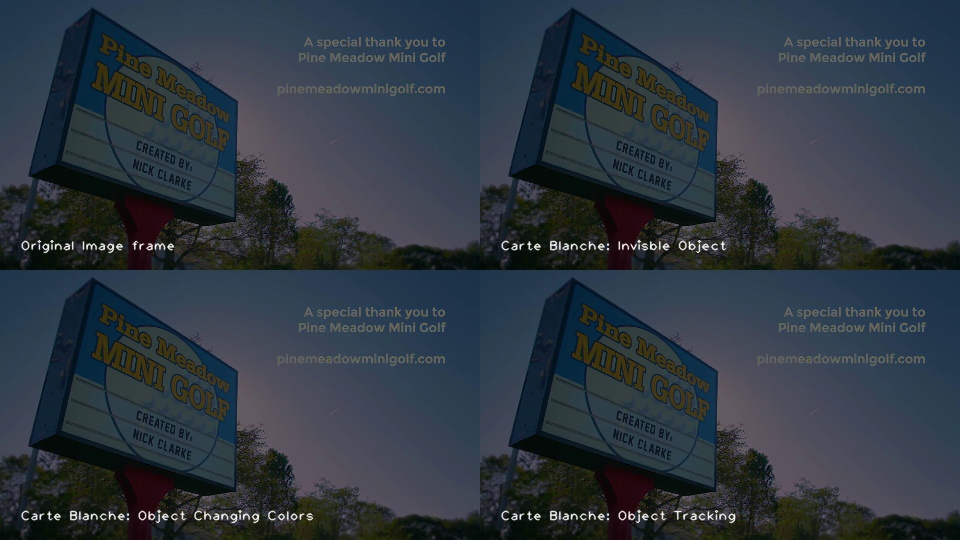 Pine Meadow
MINI GOLF
CREATED BY:
NICK CLARKE
A special thank you to
Pine Meadow Mini Golf
pinemeadowminigolf.com
Original Image frame
Pine Meadow
MINI GOLF
CREATED BY:
NICK CLARKE
A special thank you to
Pine Meadow Mini Golf
pinemeadowminigolf.com
Carte Blanche: Invisble Object
Pine Meadow
MINI GOLF
CREATED BY:
NICK CLARKE
A special thank you to
Pine Meadow Mini Golf
pinemeadowminigolf.com
Carte Blanche: Object Changing Colors
Pine Meadow
MINI GOLF
CREATED BY:
NICK CLARKE
A special thank you to
Pine Meadow Mini Golf
pinemeadowminigolf.com
Carte Blanche: Object Tracking